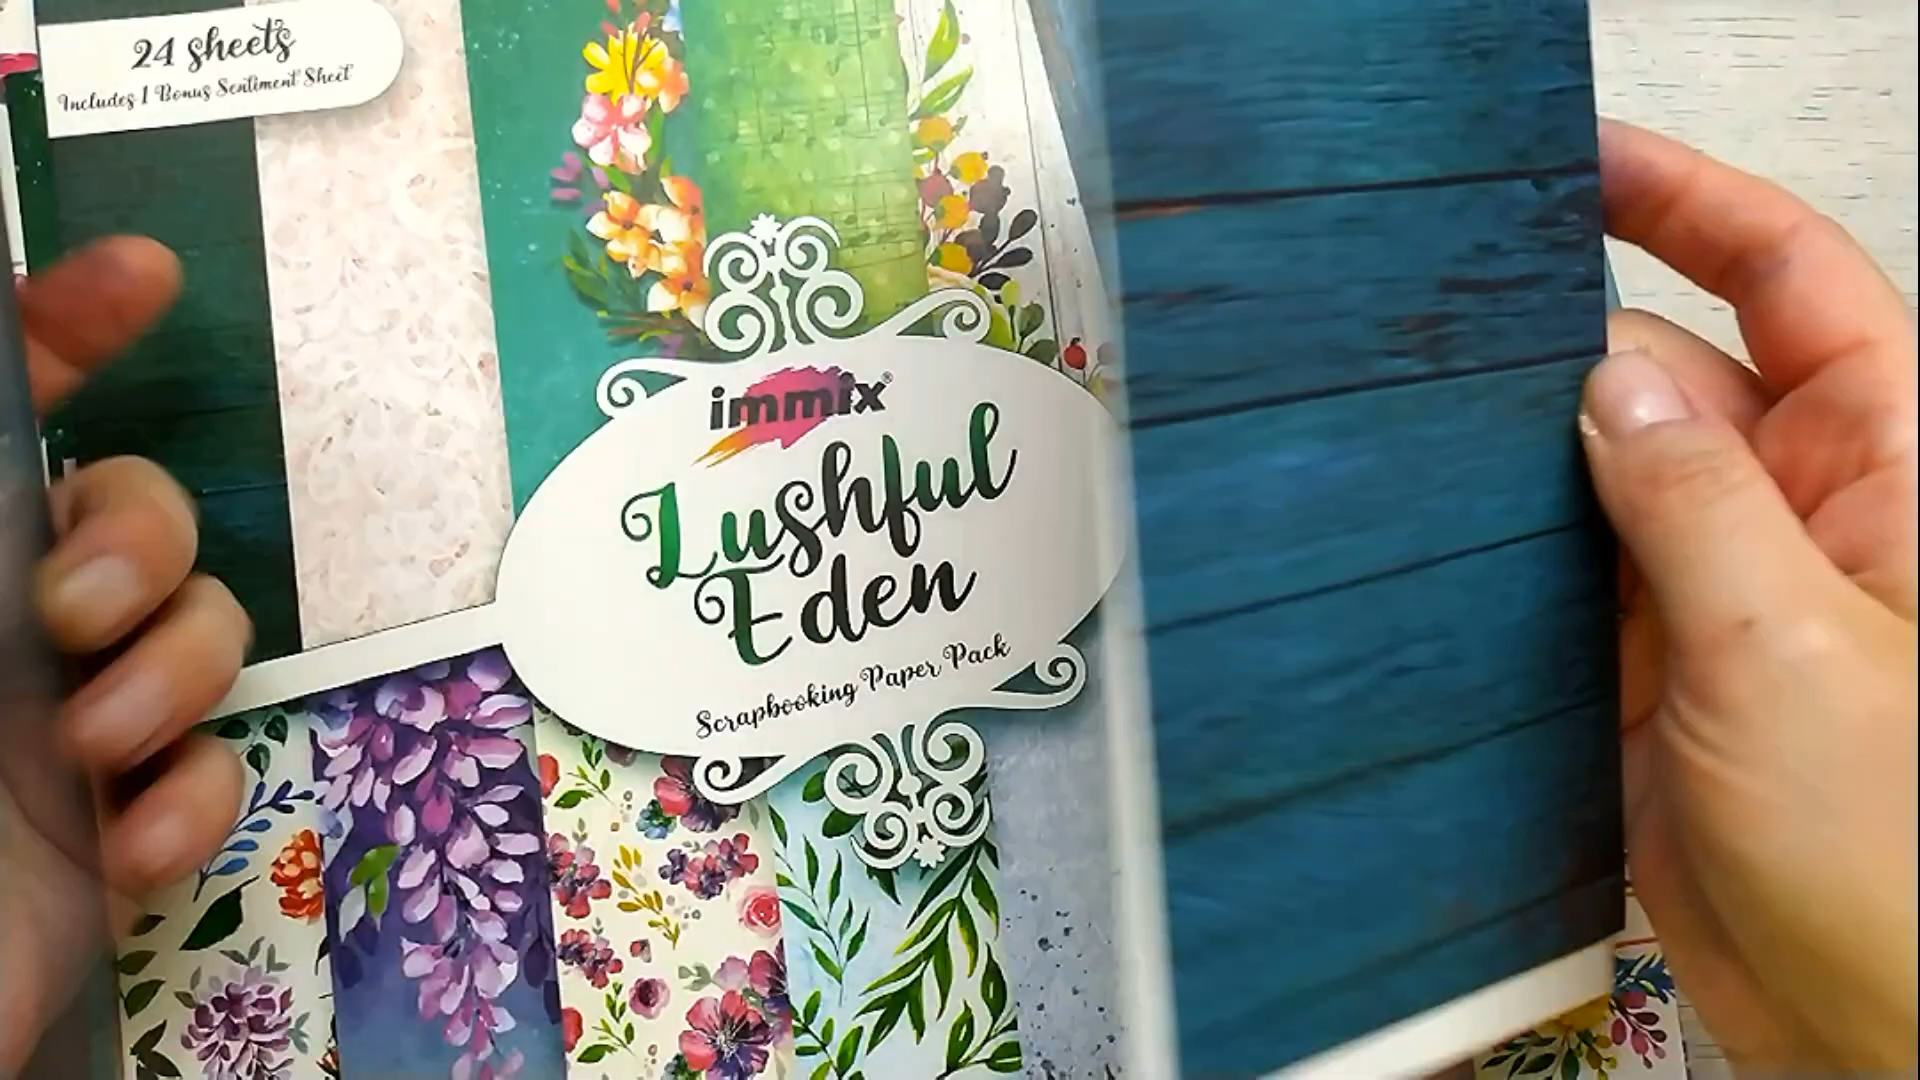 24 sheets
Includes 1 Bonus Sentiment Sheet
immix®
Lushful
Eden
Scrapbooking Paper Pack